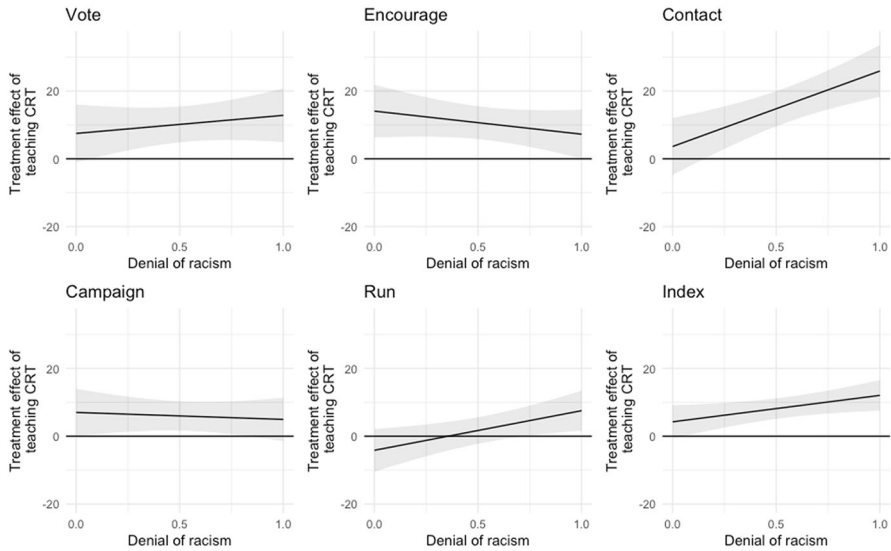 Vote
Encourage
Contact
Treatment effect of
teaching CRT
20
0
-20
0.0
0.5
1.0
Denial of racism
Treatment effect of
teaching CRT
20
0
-20
0.0
0.5
1.0
Denial of racism
Treatment effect of
teaching CRT
20
0
-20
0.0
0.5
1.0
Denial of racism
Campaign
Run
Index
Treatment effect of
teaching CRT
20
0
-20
0.0
0.5
1.0
Denial of racism
Treatment effect of
teaching CRT
20
0
-20
0.0
0.5
1.0
Denial of racism
Treatment effect of
teaching CRT
20
0
-20
0.0
0.5
1.0
Denial of racism